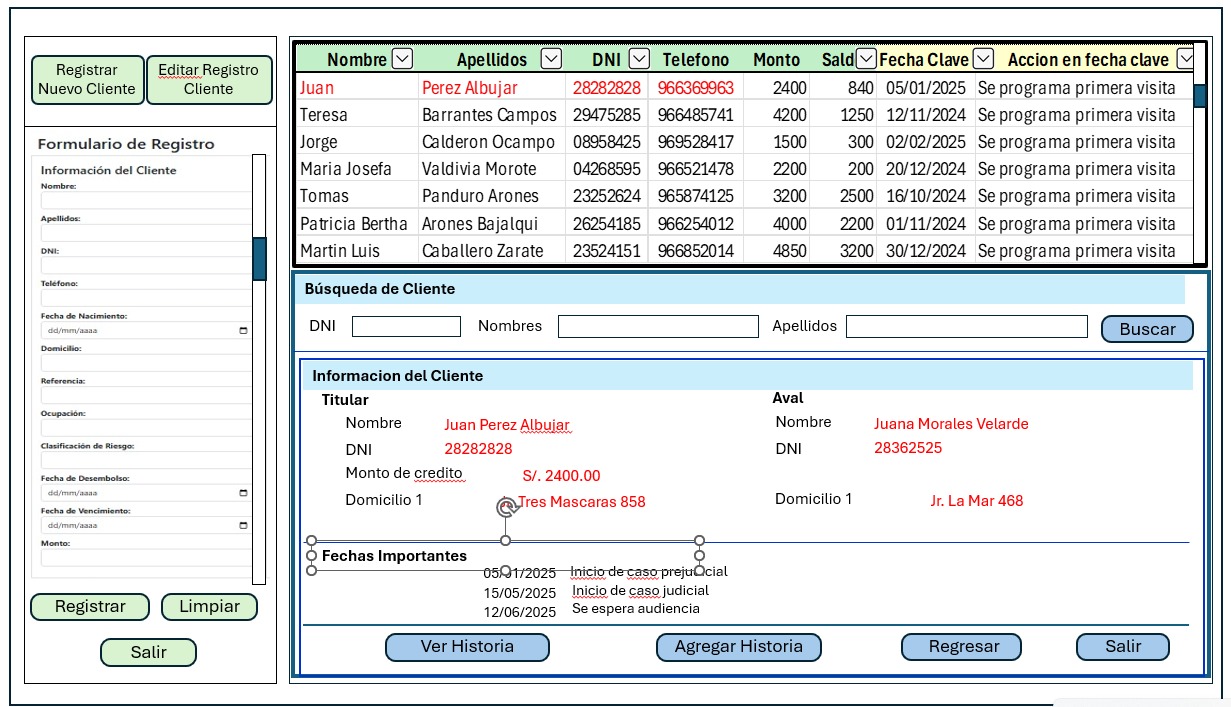 Registrar
Nuevo Cliente
Editar Registro
Cliente
Formulario de Registro
Información del Cliente
Nombre:
Apellidos:
DNI:
Teléfono:
Fecha de Nacimiento:
dd/mm/aaaa
Domicilio:
Referencia:
Ocupación:
Clasificación de Riesgo:
Fecha de Desembolso:
dd/mm/aaaa
Fecha de Vencimiento:
dd/mm/aaaa
Monto:
Registrar Limpiar
Salir
Nombre Apellidos DNI Telefono Monto Sald Fecha Clave Accion en fecha clave
Juan Perez Albujar 28282828 966369963 2400 840 05/01/2025 Se programa primera visita
Teresa Barrantes Campos 29475285 966485741 4200 1250 12/11/2024 Se programa primera visita
Jorge Calderon Ocampo 08958425 969528417 1500 300 02/02/2025 Se programa primera visita
Maria Josefa Valdivia Morote 04268595 966521478 2200 200 20/12/2024 Se programa primera visita
Tomas Panduro Arones 23252624 965874125 3200 2500 16/10/2024 Se programa primera visita
Patricia Bertha Arones Bajalqui 26254185 966254012 4000 2200 01/11/2024 Se programa primera visita
Martin Luis Caballero Zarate 23524151 966852014 4850 3200 30/12/2024 Se programa primera visita
Búsqueda de Cliente
DNI Nombres Apellidos Buscar
Informacion del Cliente
Titular Aval
Nombre Juan Perez Albujar Nombre Juana Morales Velarde
DNI 28282828 DNI 28362525
Monto de credito S/. 2400.00
Domicilio 1 Tres Mascaras 858 Domicilio 1 Jr. La Mar 468
Fechas Importantes
05/01/2025 Inicio de caso prejudicial
15/05/2025 Inicio de caso judicial
12/06/2025 Se espera audiencia
Ver Historia Agregar Historia Regresar Salir